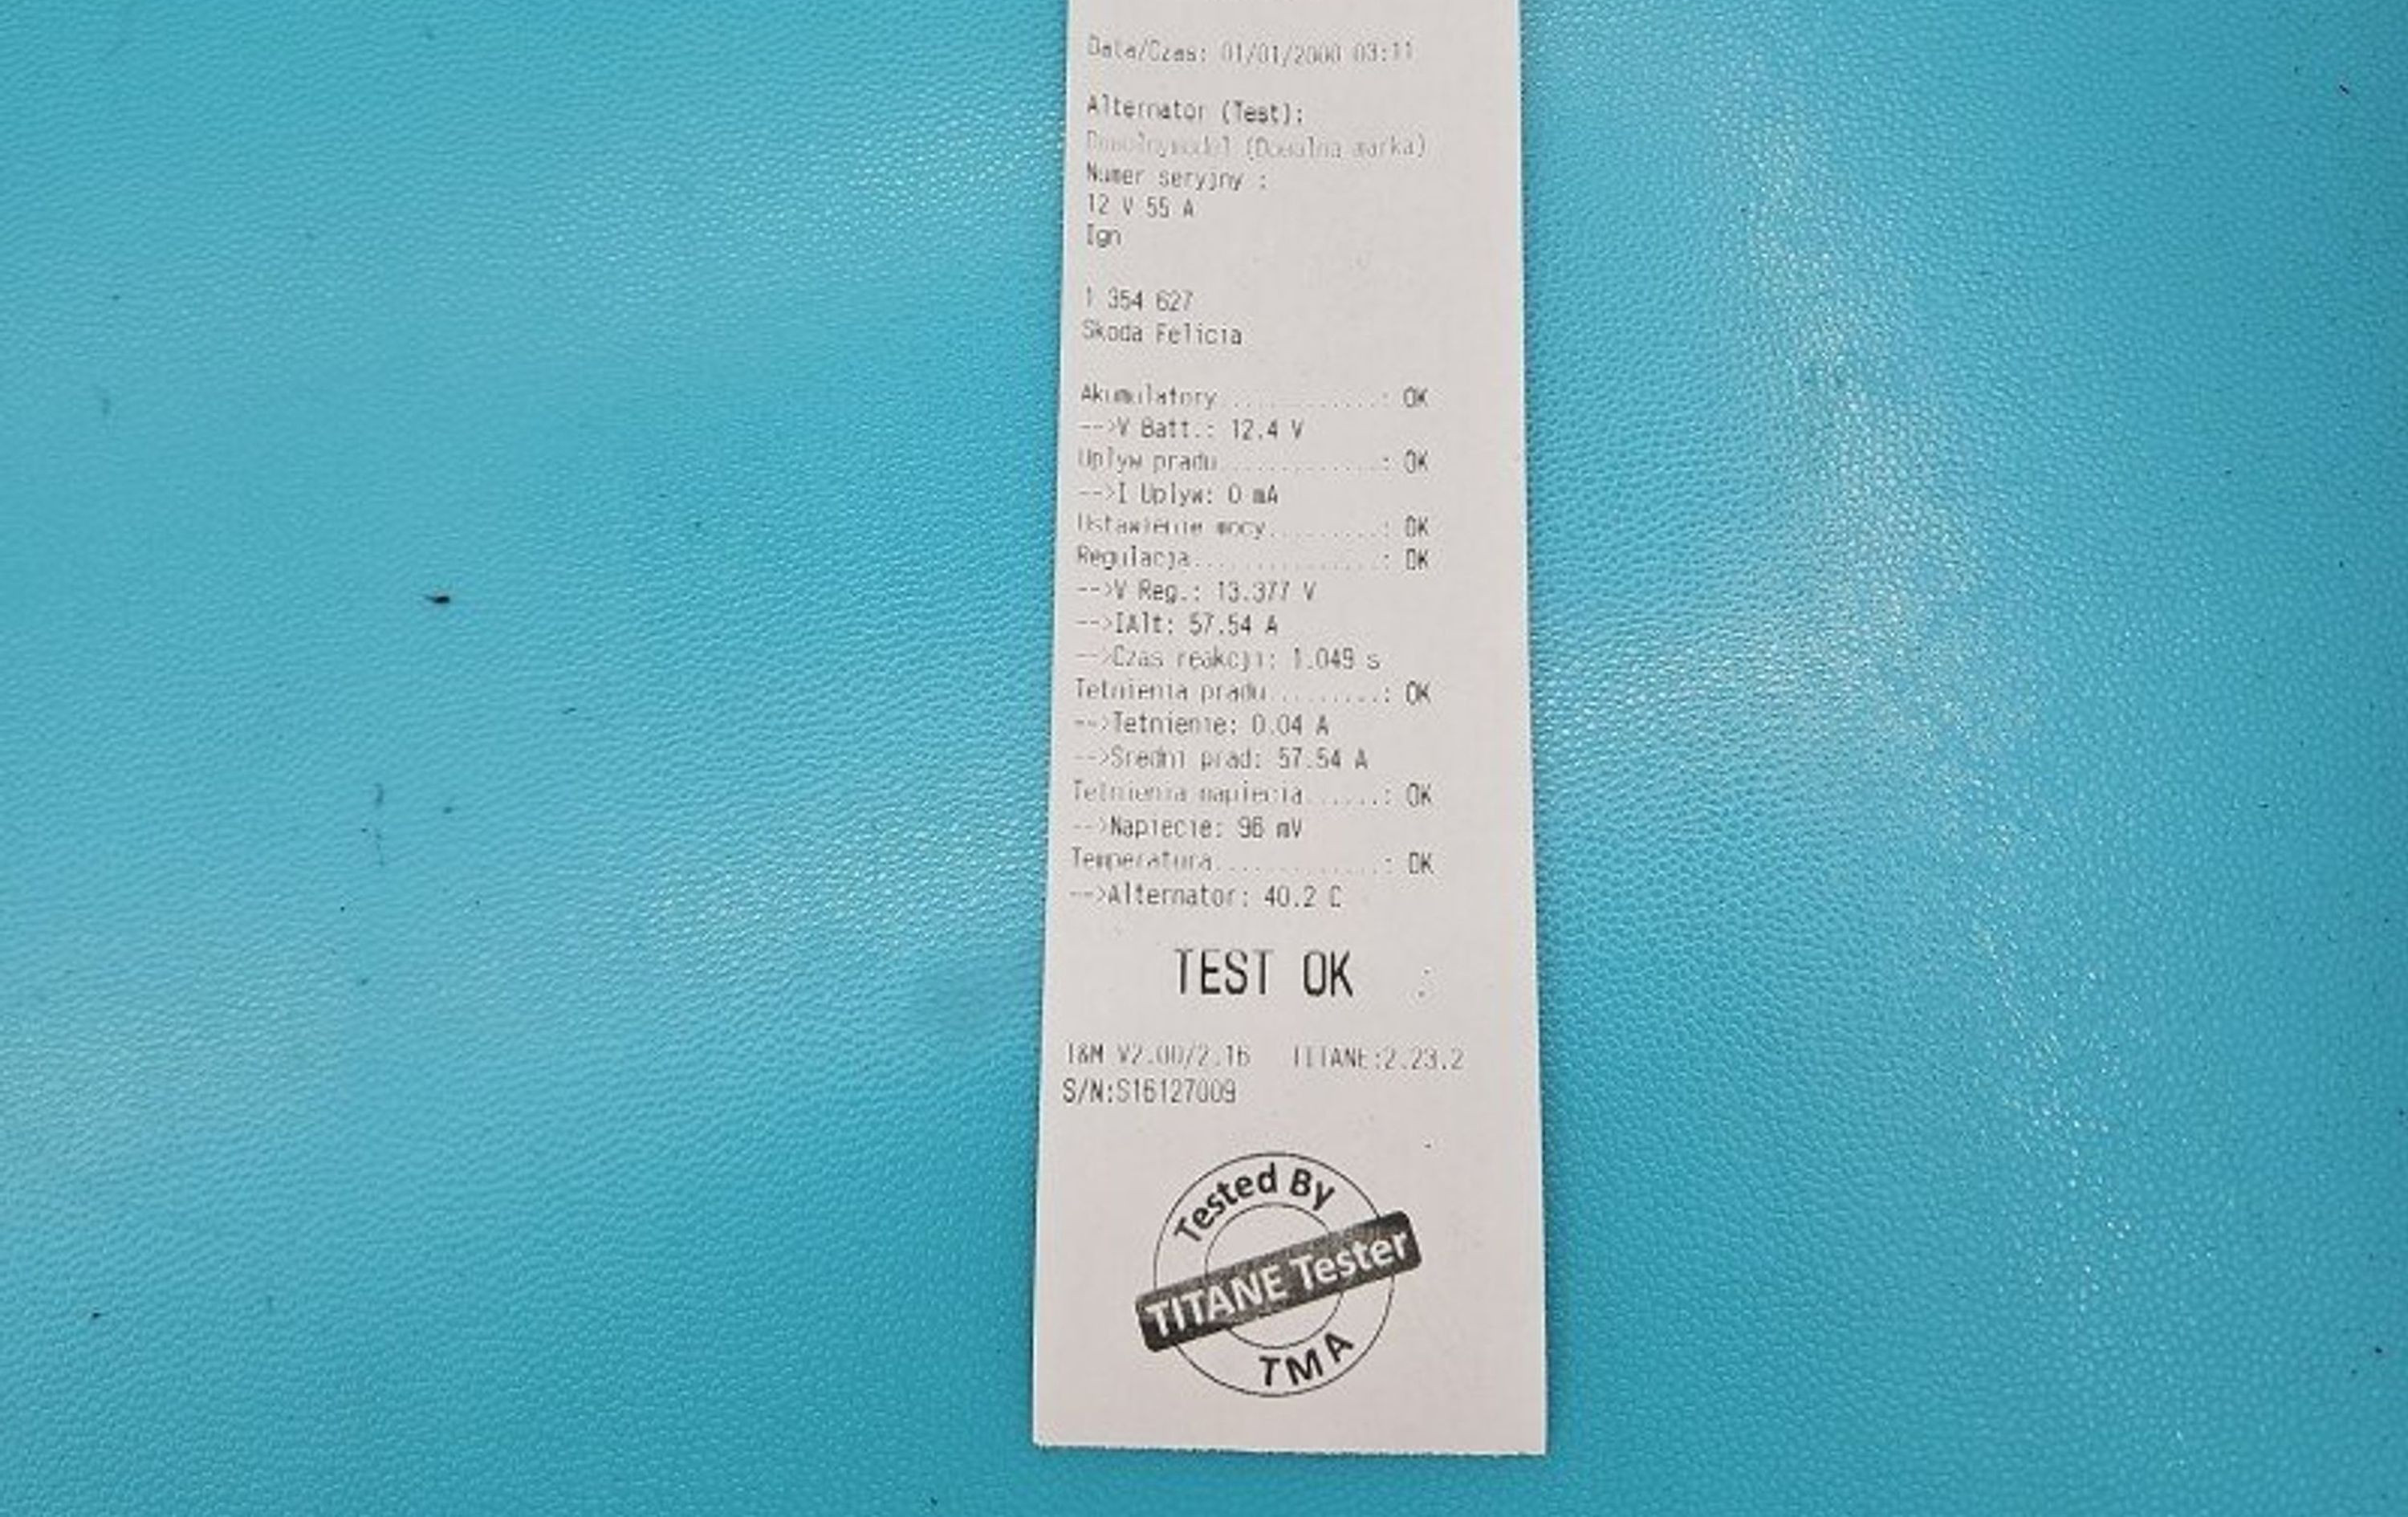 Data/Czas: 01/01/2000 03:11
Alternator (Test):
Dowolnymodel (Dowolna marka)
Numer seryjny :
12 V 55 A
Ign
1 354 627
Skoda Felicia
Akumulatory.............: OK
-->V Batt.: 12.4 V
Uplyw pradu.............: OK
-->I Uplyw: 0 mA
Ustawienie mocy.........: OK
Regulacja...............: OK
-->V Reg.: 13.377 V
-->IAlt: 57.54 A
-->Czas reakcji: 1.049 s
Tetnienia pradu.........: OK
-->Tetnienie: 0.04 A
-->Sredni prad: 57.54 A
Tetnienia napiecia......: OK
-->Napiecie: 96 mV
Temperatura.............: OK
-->Alternator: 40.2 C
TEST OK
I&M V2.00/2.16 TITANE:2.23.2
S/N:S16127009
Tested By
TITANE Tester
TMA